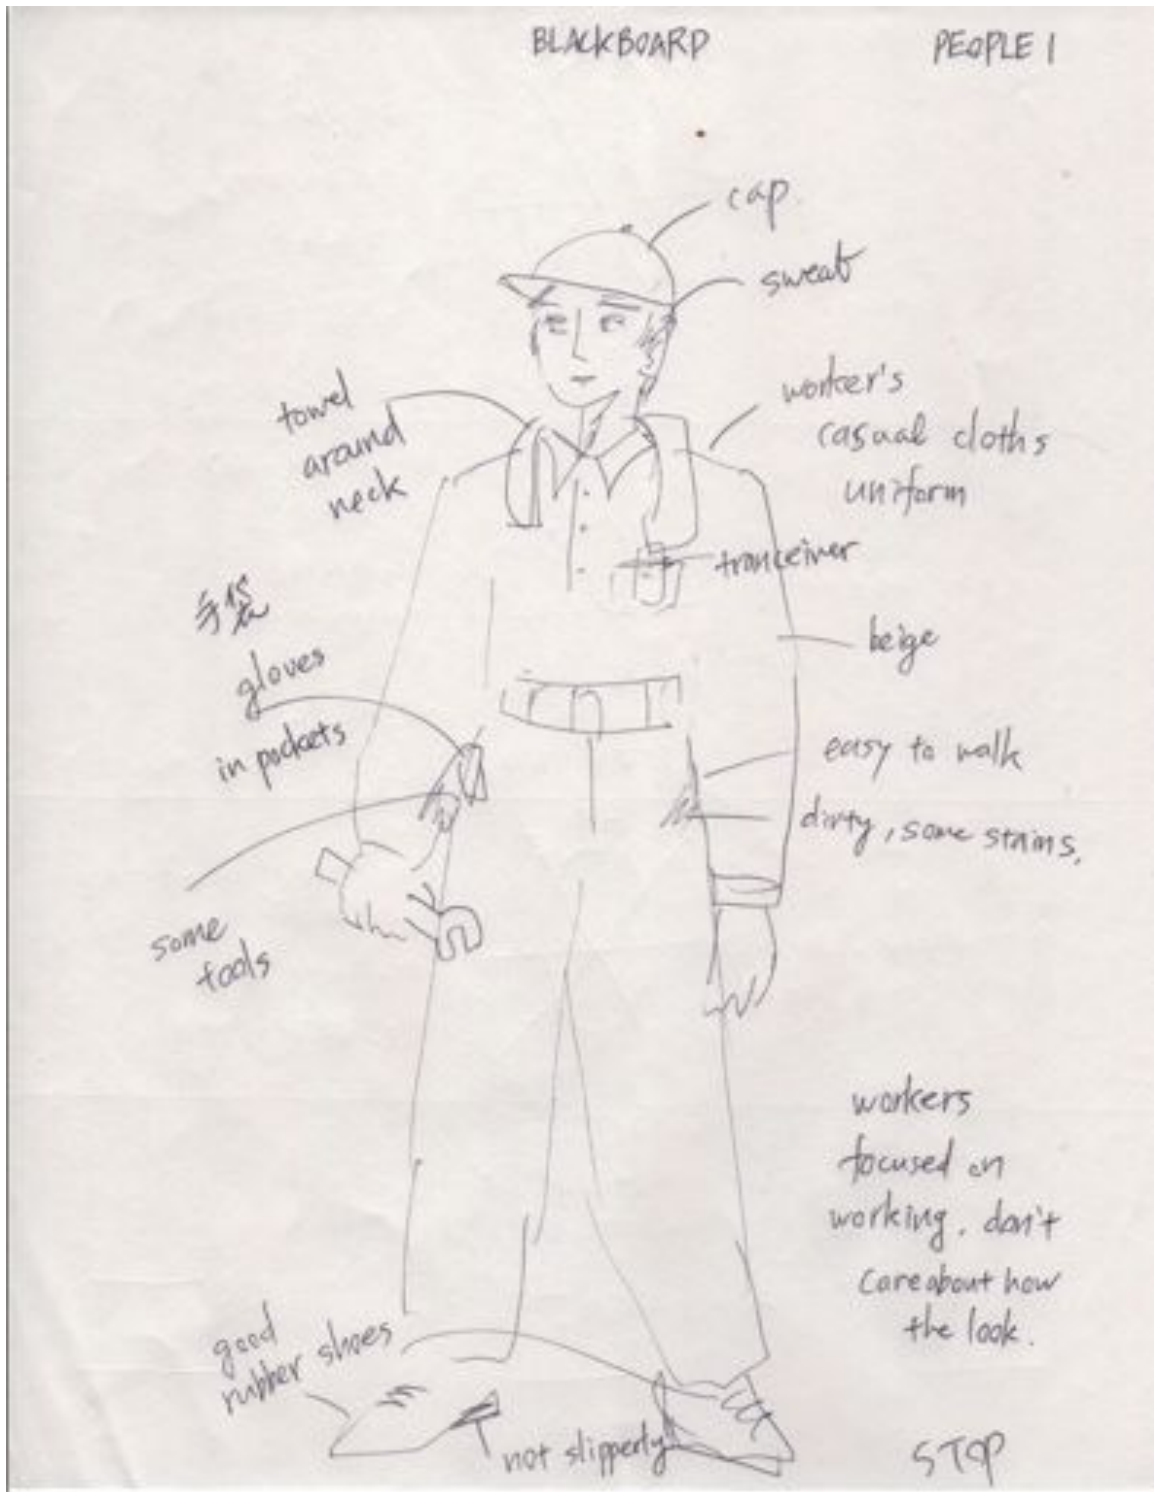 BLACKBOARD
PEOPLE 1
cap.
sweat
towel
around
neck
worker's
casual cloths
uniform
tranceiver
手袋
gloves
in pockets
beige
easy to walk
dirty, some stains.
some
tools
workers
focused on
working. don't
care about how
the look.
good
rubber shoes
not slipperly
STOP